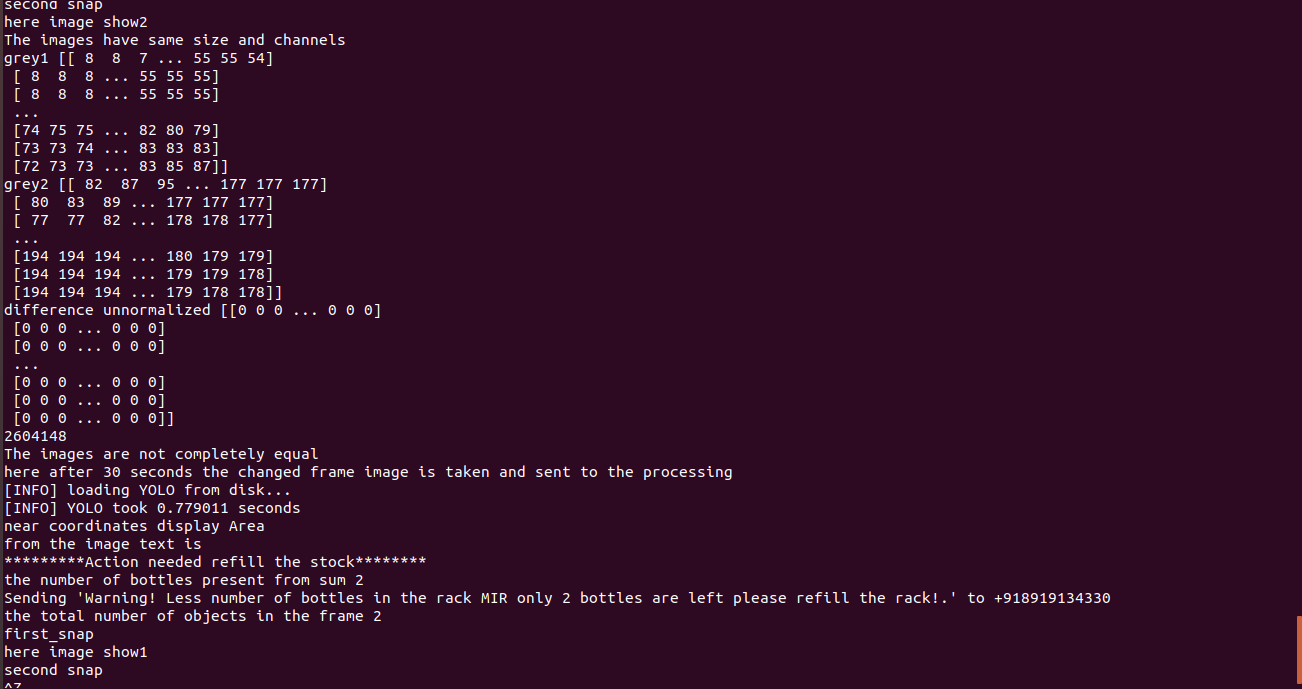 second snap
here image show2
The images have same size and channels
grey1 [[ 8  8  7 ... 55 55 54]
 [ 8  8  8 ... 55 55 55]
 [ 8  8  8 ... 55 55 55]
 ...
 [74 75 75 ... 82 80 79]
 [73 73 74 ... 83 83 83]
 [72 73 73 ... 83 85 87]]
grey2 [[ 82  87  95 ... 177 177 177]
 [ 80  83  89 ... 177 177 177]
 [ 77  77  82 ... 178 178 177]
 ...
 [194 194 194 ... 180 179 179]
 [194 194 194 ... 179 179 178]
 [194 194 194 ... 179 178 178]]
difference unnormalized [[0 0 0 ... 0 0 0]
 [0 0 0 ... 0 0 0]
 [0 0 0 ... 0 0 0]
 ...
 [0 0 0 ... 0 0 0]
 [0 0 0 ... 0 0 0]
 [0 0 0 ... 0 0 0]]
2604148
The images are not completely equal
here after 30 seconds the changed frame image is taken and sent to the processing
[INFO] loading YOLO from disk...
[INFO] YOLO took 0.779011 seconds
near coordinates display Area
from the image text is
*********Action needed refill the stock********
the number of bottles present from sum 2
Sending 'Warning! Less number of bottles in the rack MIR only 2 bottles are left please refill the rack!.' to +918919134330
the total number of objects in the frame 2
first_snap
here image show1
second snap
^Z